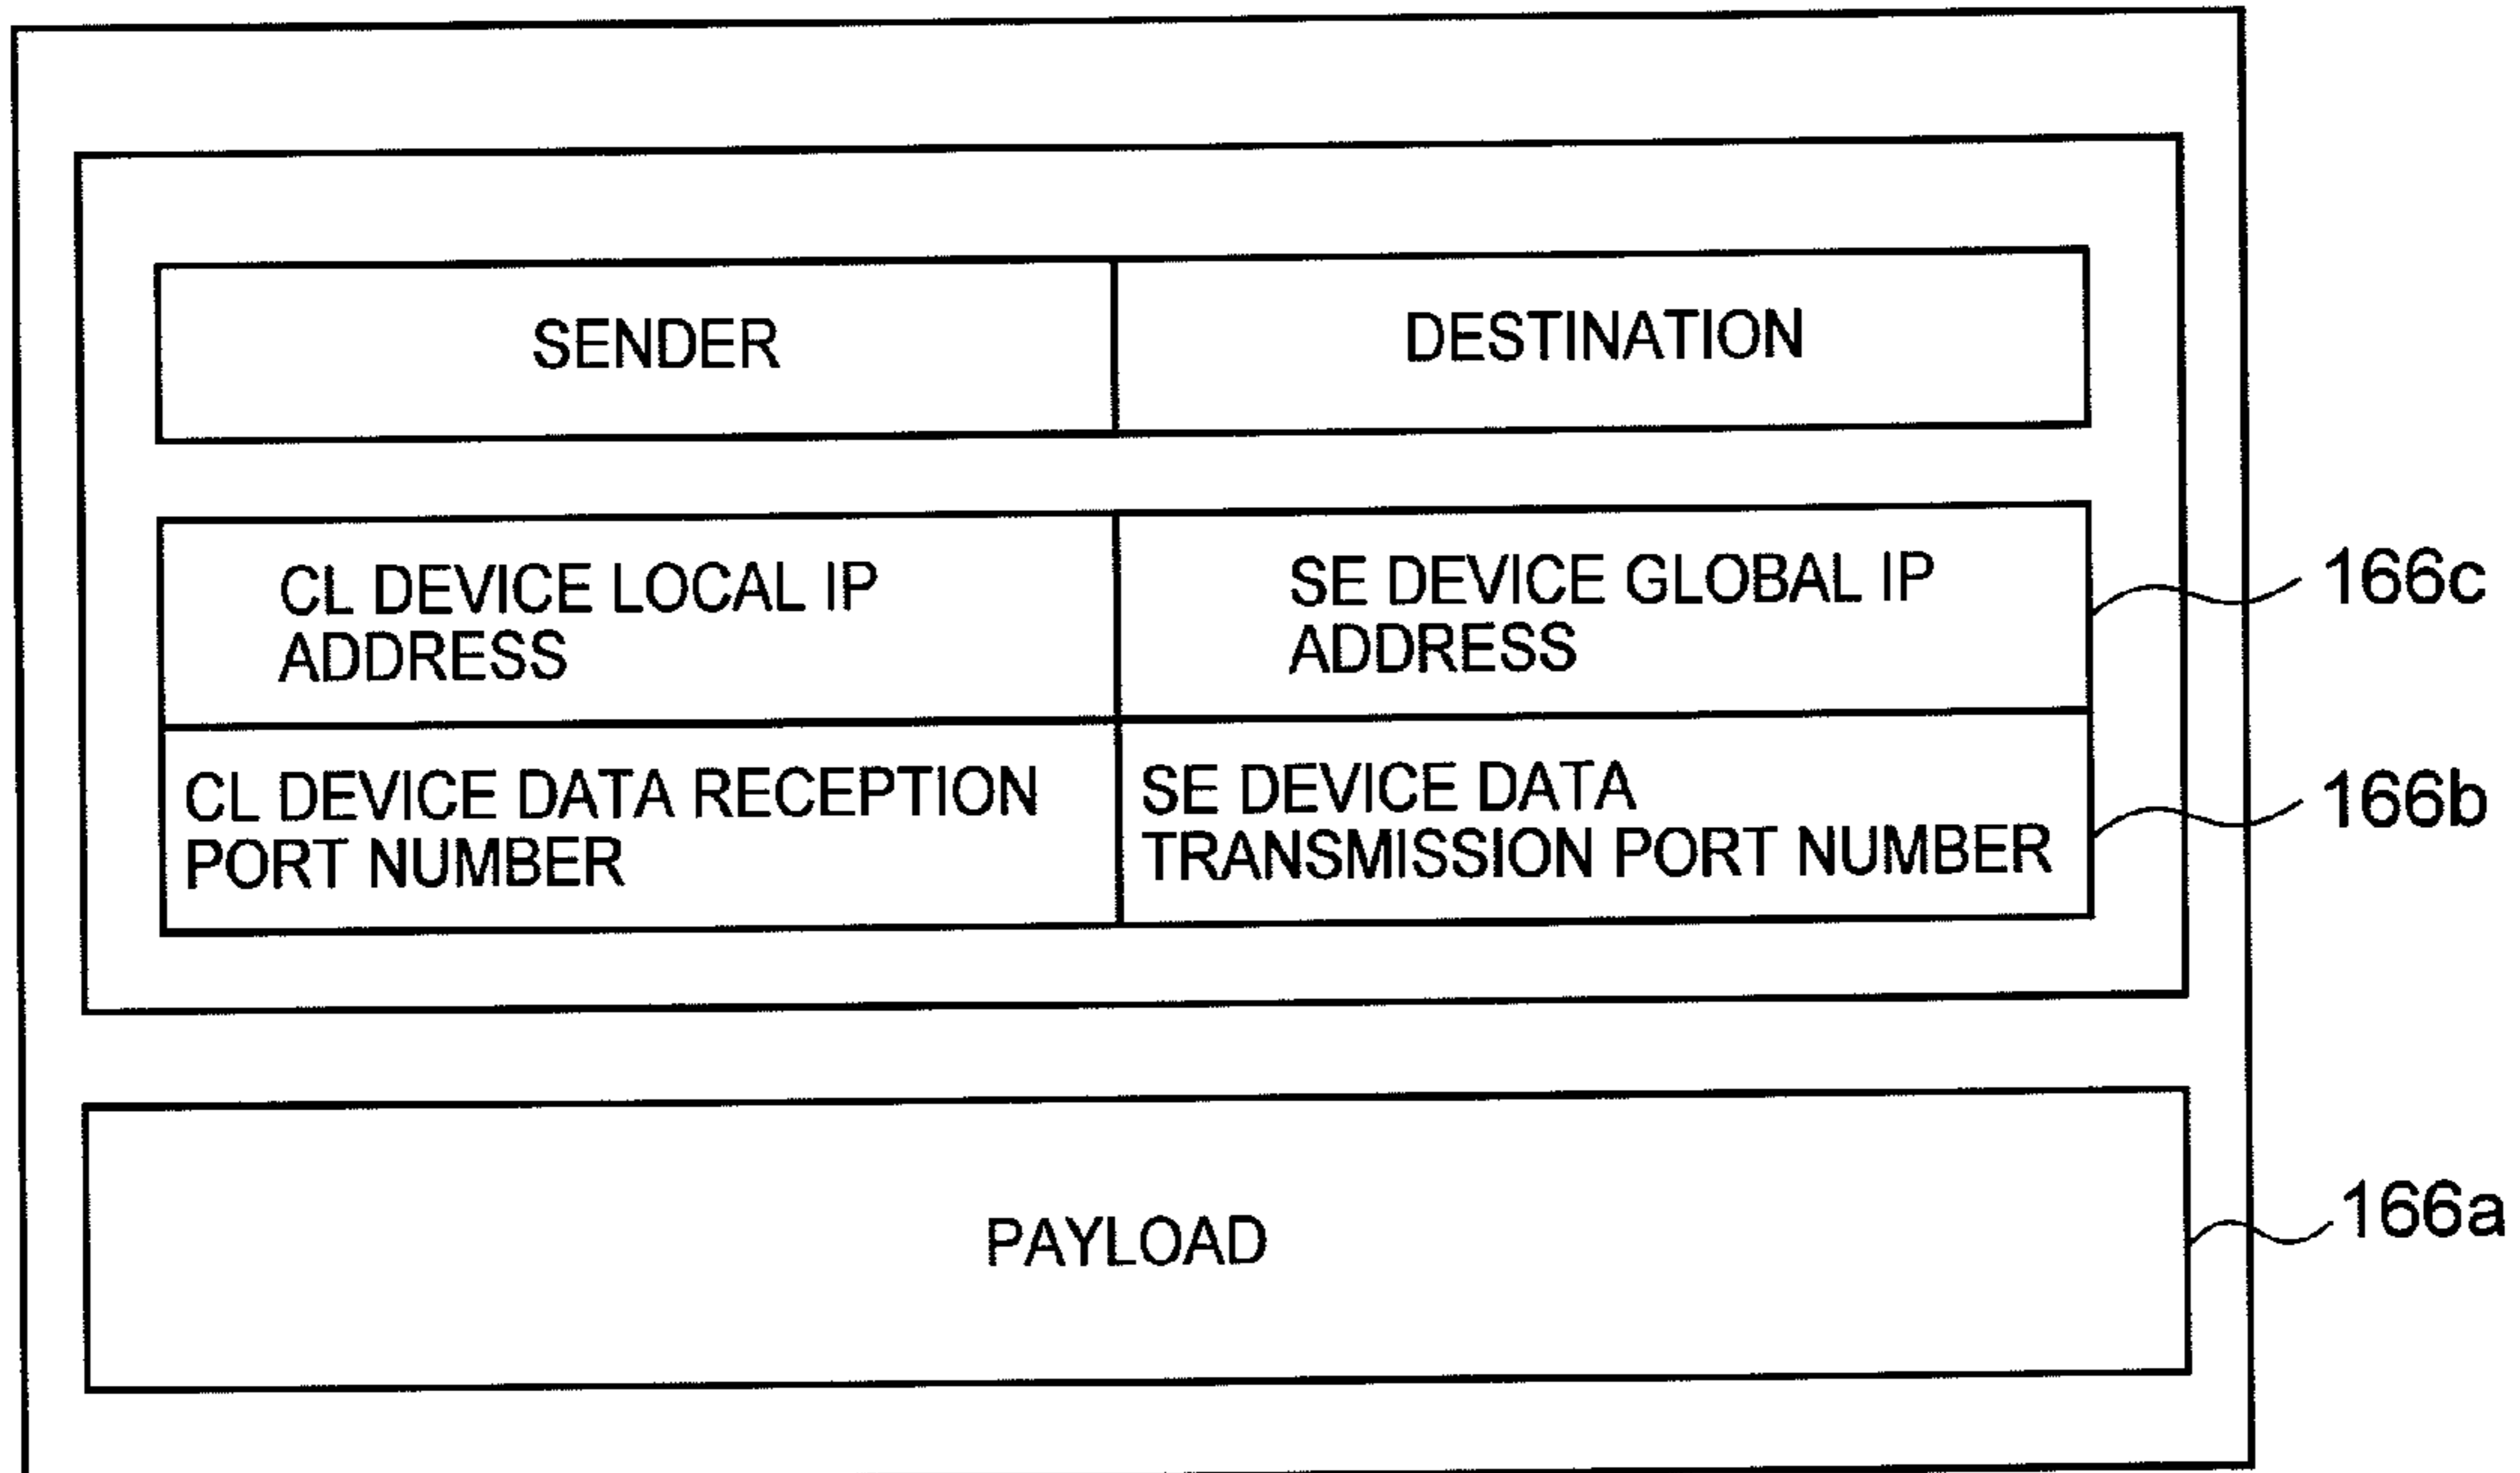 SENDER
DESTINATION
CL DEVICE LOCAL IP
ADDRESS
SE DEVICE GLOBAL IP
ADDRESS
166c
CL DEVICE DATA RECEPTION
PORT NUMBER
SE DEVICE DATA
TRANSMISSION PORT NUMBER
166b
PAYLOAD
166a